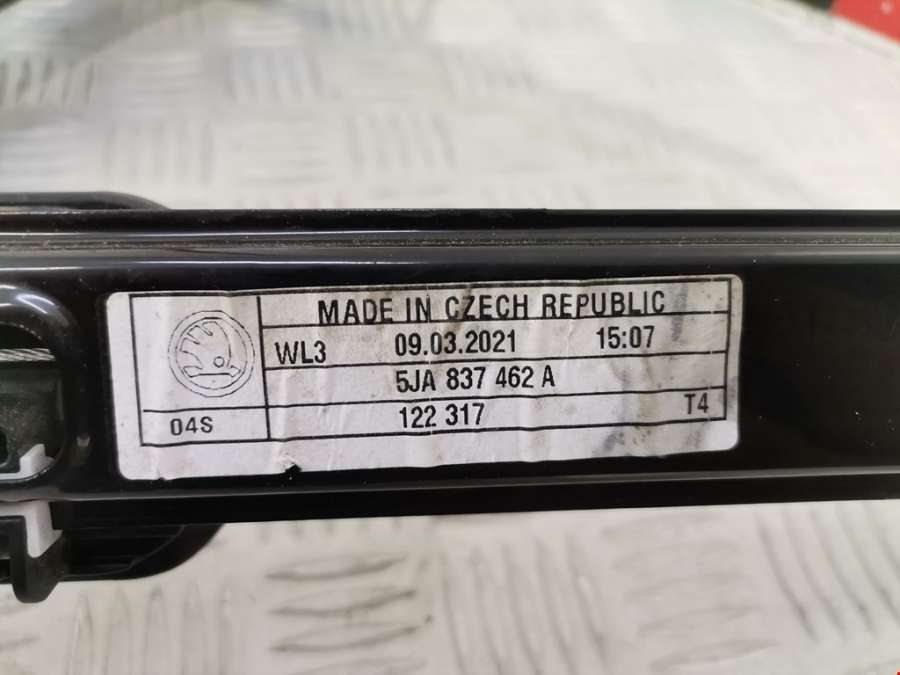 MADE IN CZECH REPUBLIC
WL3 09.03.2021 15:07
5JA 837 462 A
04S 122 317 T4